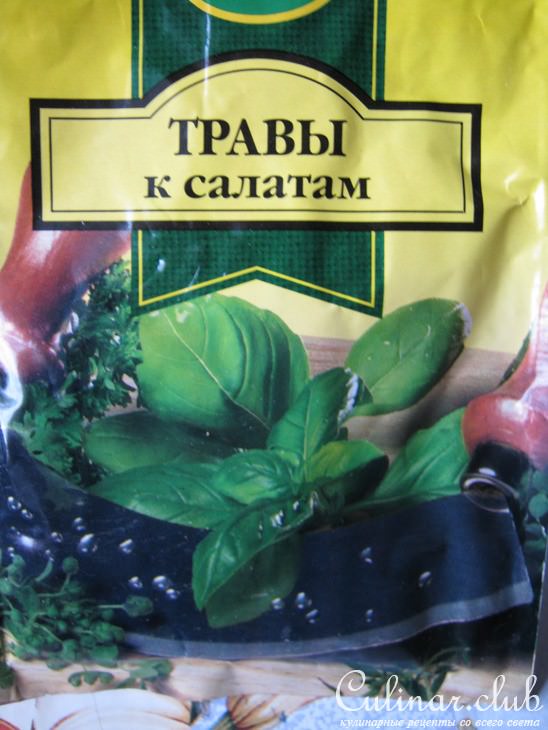 ТРАВЫ
к салатам
Culinar.club
кулинарные рецепты со всего света